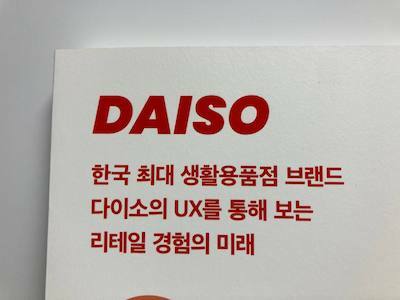 DAISO
한국 최대 생활용품점 브랜드
다이소의 UX를 통해 보는
리테일 경험의 미래